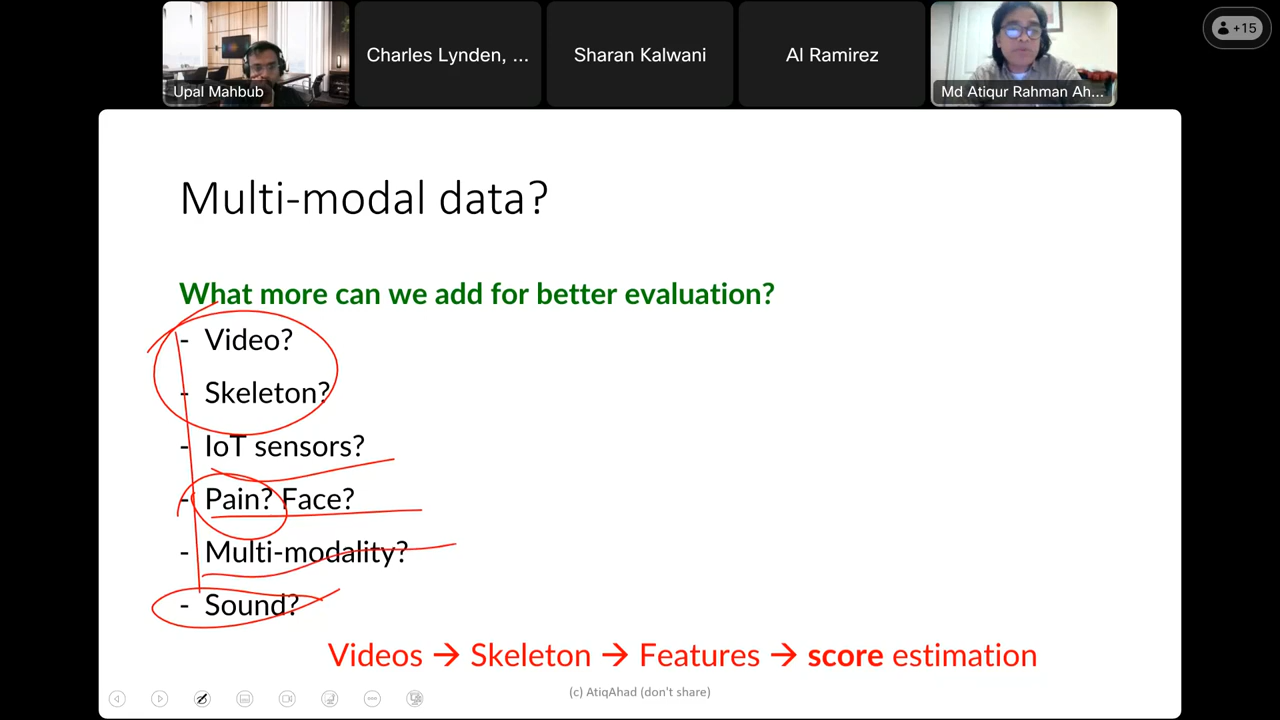 Upal Mahbub
Charles Lynden, ...
Sharan Kalwani
Al Ramirez
Md Atiqur Rahman Ah...
+15
Multi-modal data?
What more can we add for better evaluation?
- Video?
- Skeleton?
- IoT sensors?
- Pain? Face?
- Multi-modality?
- Sound?
Videos → Skeleton → Features → score estimation
(c) AtiqAhad (don't share)